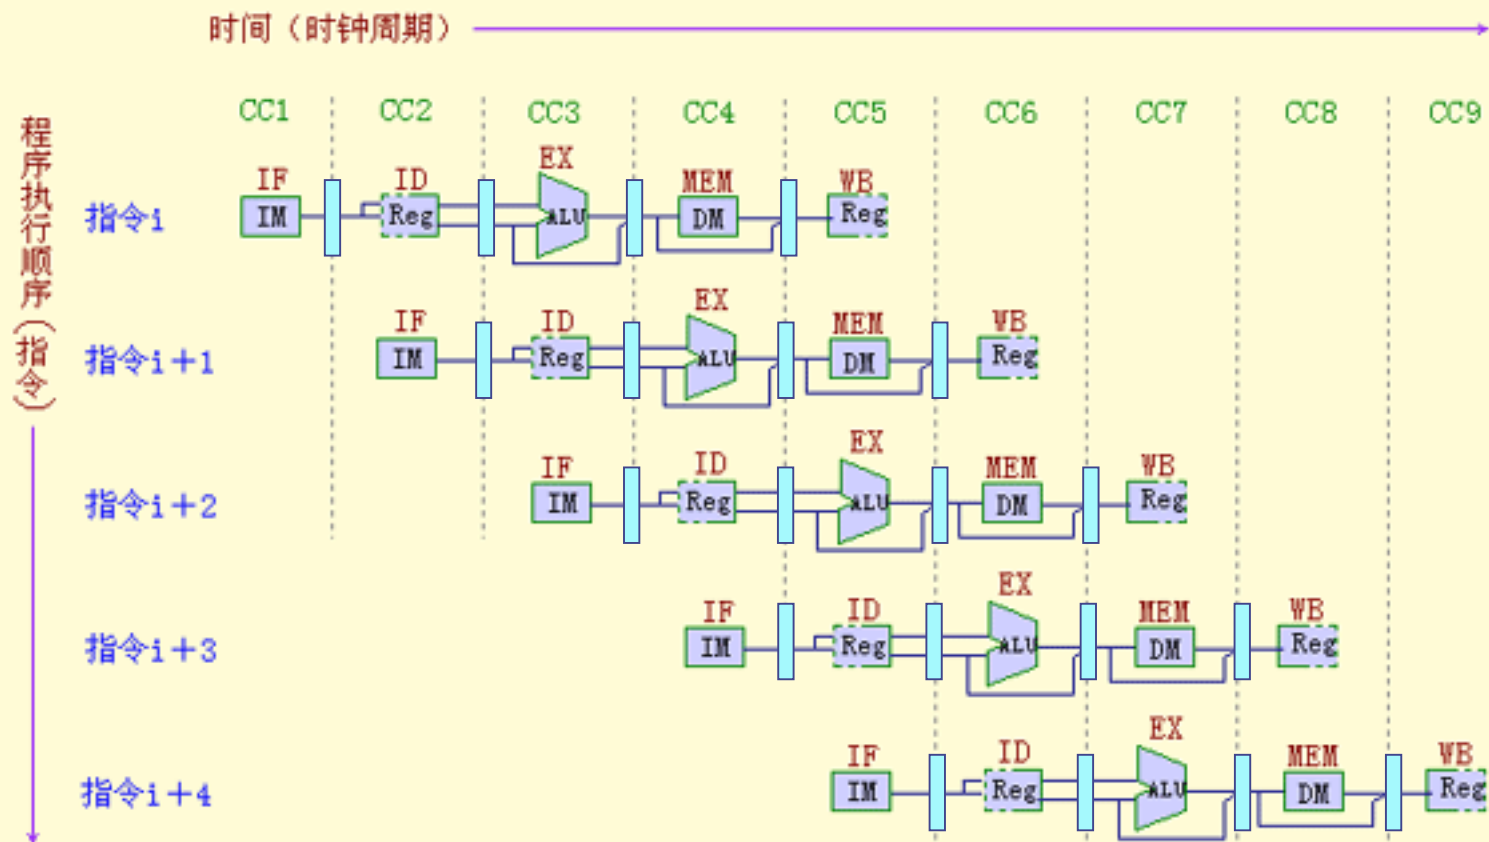 时间（时钟周期）
CC1 CC2 CC3 CC4 CC5 CC6 CC7 CC8 CC9
程序执行顺序（指令）
IF ID EX MEM WB
指令i IM Reg ALU DM Reg
IF ID EX MEM WB
指令i+1 IM Reg ALU DM Reg
IF ID EX MEM WB
指令i+2 IM Reg ALU DM Reg
IF ID EX MEM WB
指令i+3 IM Reg ALU DM Reg
IF ID EX MEM WB
指令i+4 IM Reg ALU DM Reg